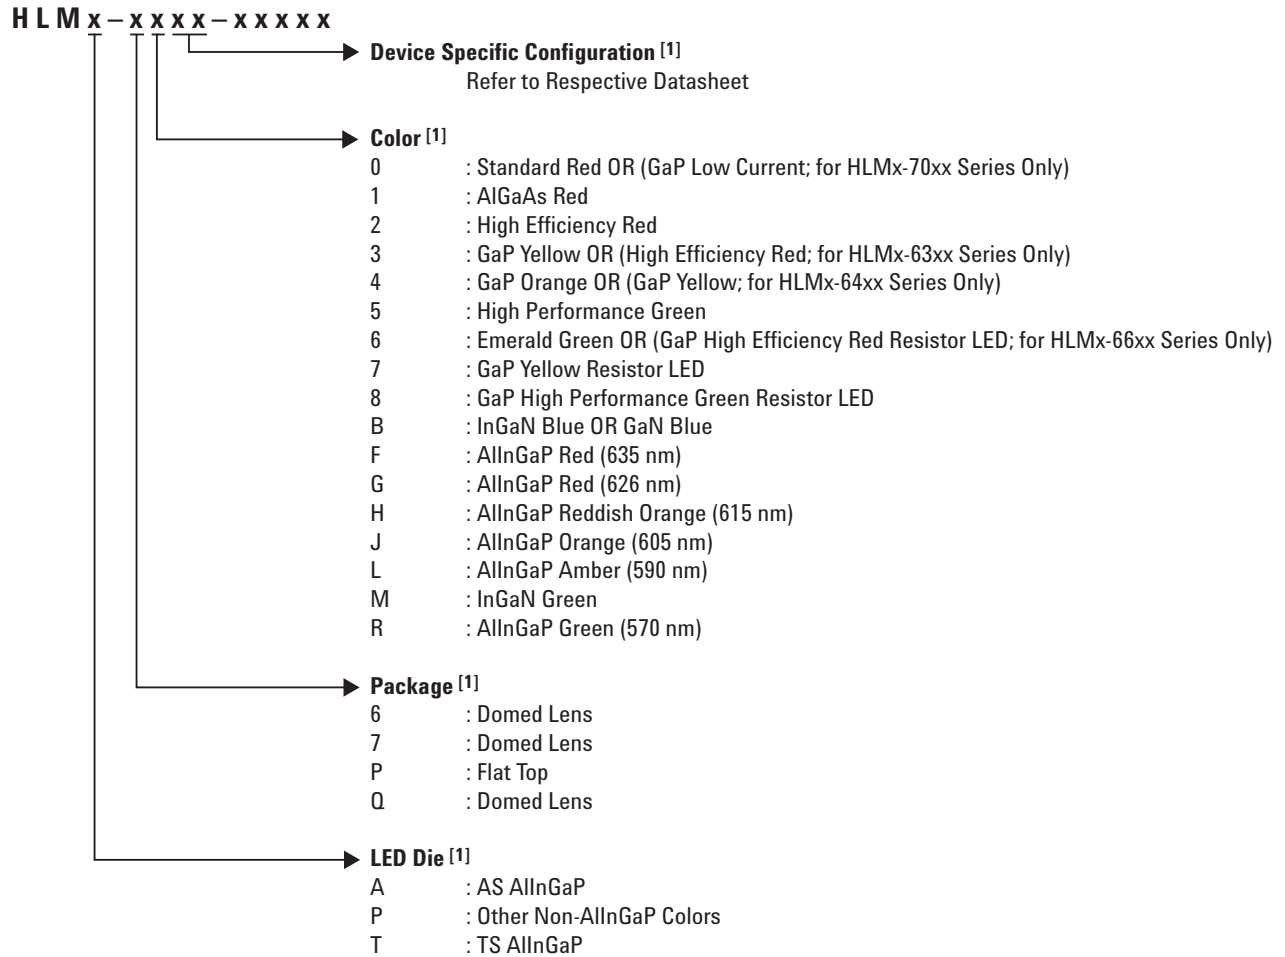 H L M x – x x x x – x x x x x
Device Specific Configuration [1]
Refer to Respective Datasheet
Color [1]
0 : Standard Red OR (GaP Low Current; for HLMx-70xx Series Only)
1 : AlGaAs Red
2 : High Efficiency Red
3 : GaP Yellow OR (High Efficiency Red; for HLMx-63xx Series Only)
4 : GaP Orange OR (GaP Yellow; for HLMx-64xx Series Only)
5 : High Performance Green
6 : Emerald Green OR (GaP High Efficiency Red Resistor LED; for HLMx-66xx Series Only)
7 : GaP Yellow Resistor LED
8 : GaP High Performance Green Resistor LED
B : InGaN Blue OR GaN Blue
F : AlInGaP Red (635 nm)
G : AlInGaP Red (626 nm)
H : AlInGaP Reddish Orange (615 nm)
J : AlInGaP Orange (605 nm)
L : AlInGaP Amber (590 nm)
M : InGaN Green
R : AlInGaP Green (570 nm)
Package [1]
6 : Domed Lens
7 : Domed Lens
P : Flat Top
Q : Domed Lens
LED Die [1]
A : AS AlInGaP
P : Other Non-AlInGaP Colors
T : TS AlInGaP